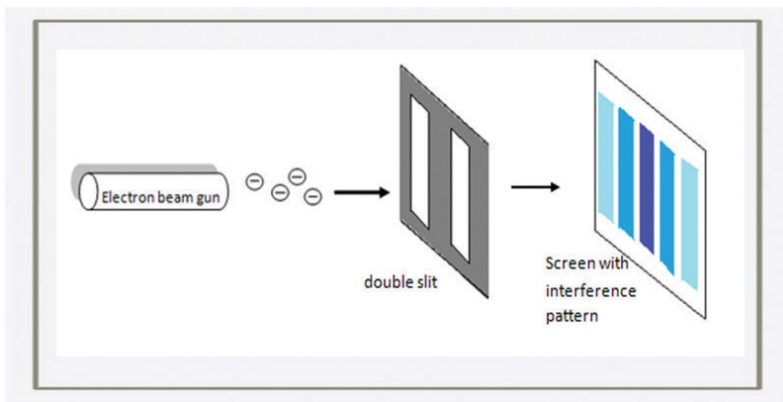 Electron beam gun
double slit
Screen with
interference
pattern